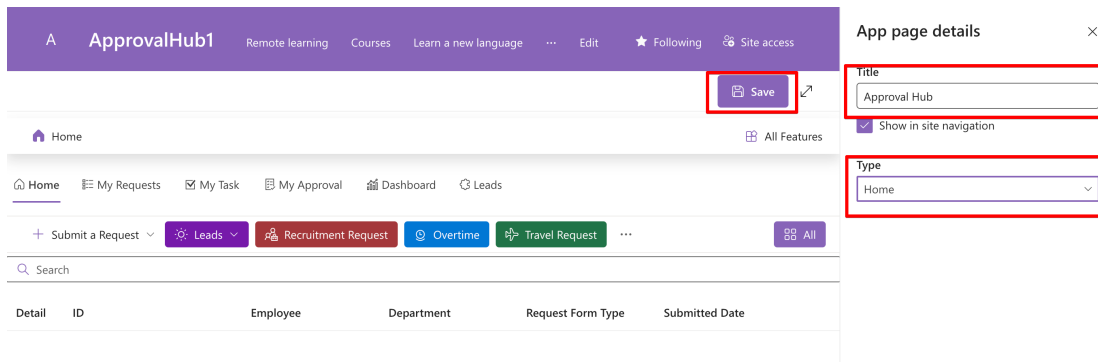 A ApprovalHub1 Remote learning Courses Learn a new language ... Edit Following Site access
Save
Home All Features
Home My Requests My Task My Approval Dashboard Leads
+ Submit a Request Leads Recruitment Request Overtime Travel Request ... All
Search
Detail ID Employee Department Request Form Type Submitted Date
App page details
Title
Approval Hub
Show in site navigation
Type
Home